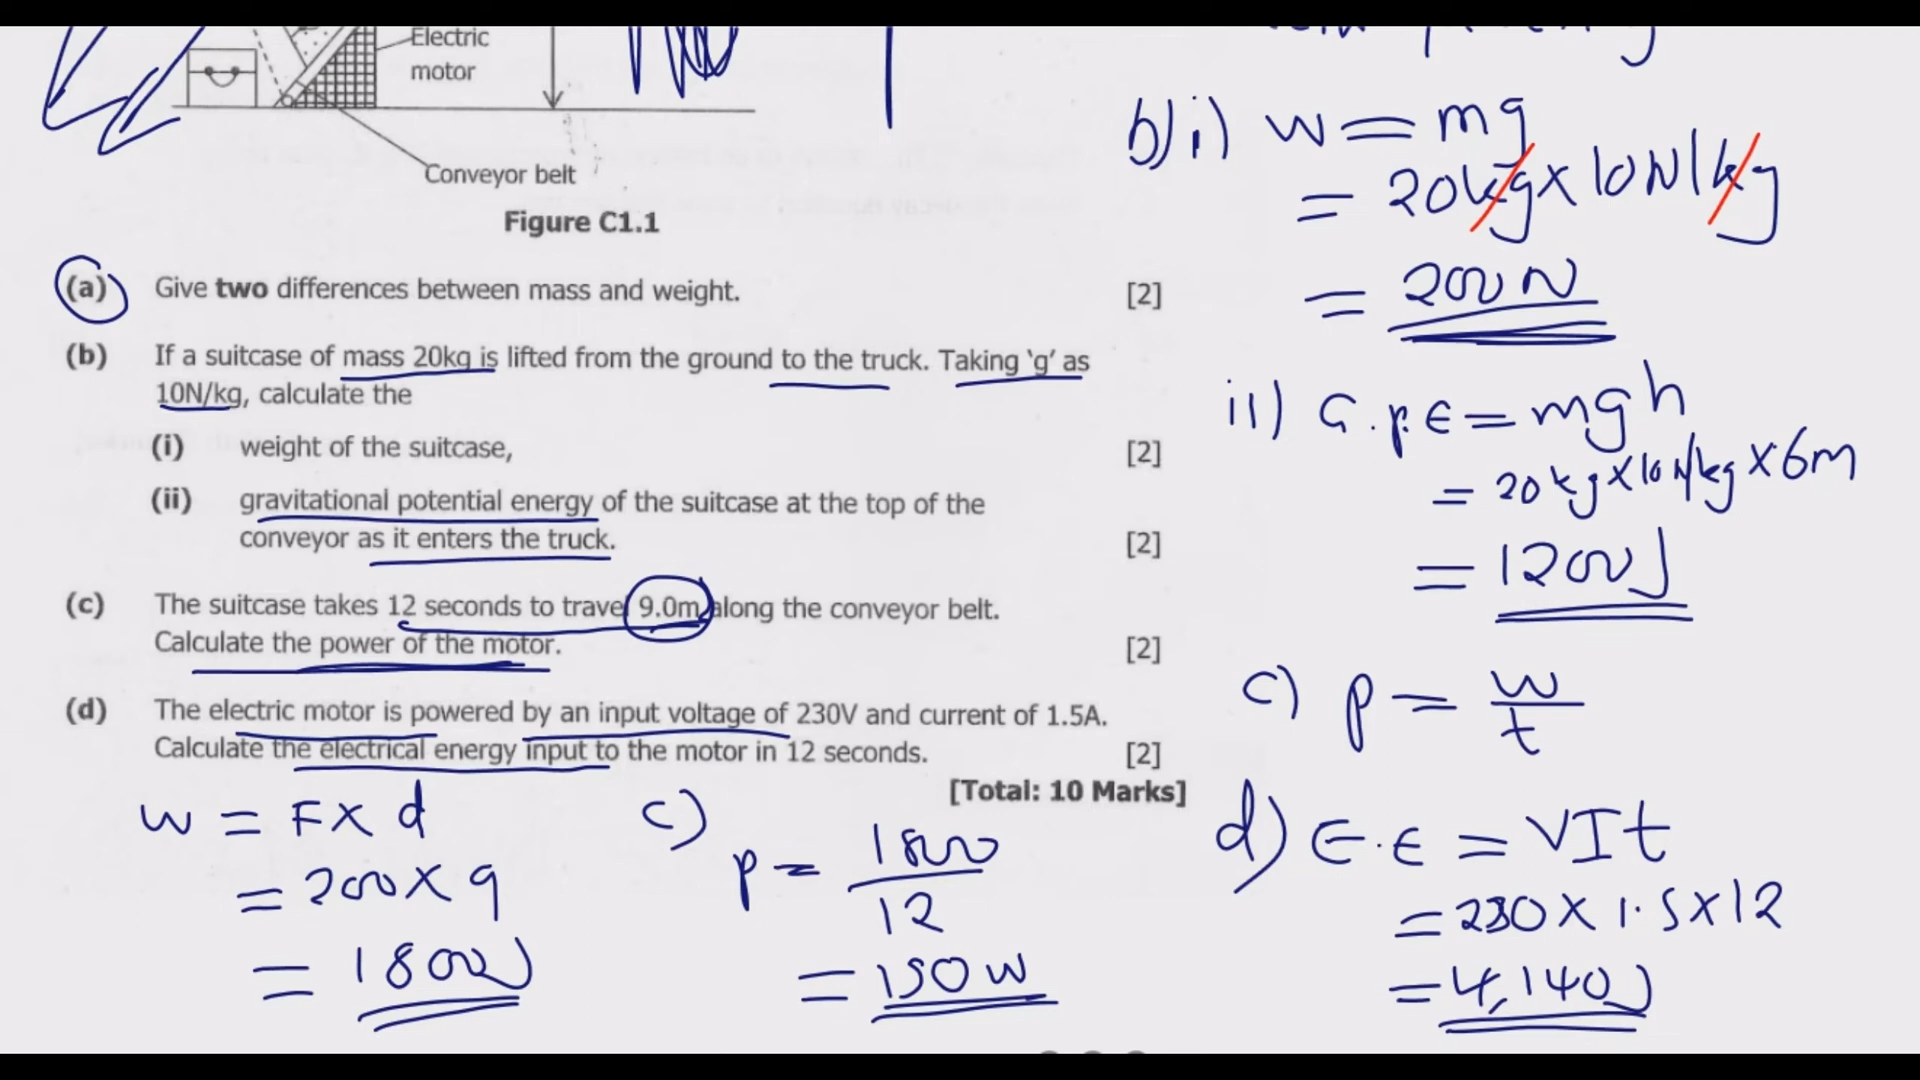 Electric
motor
Conveyor belt
Figure C1.1
(a) Give two differences between mass and weight. [2]
(b) If a suitcase of mass 20kg is lifted from the ground to the truck. Taking ‘g’ as
10N/kg, calculate the
(i) weight of the suitcase, [2]
(ii) gravitational potential energy of the suitcase at the top of the
conveyor as it enters the truck. [2]
(c) The suitcase takes 12 seconds to travel 9.0m along the conveyor belt.
Calculate the power of the motor. [2]
(d) The electric motor is powered by an input voltage of 230V and current of 1.5A.
Calculate the electrical energy input to the motor in 12 seconds. [2]
[Total: 10 Marks]
w = F x d
= 200 x 9
= 1800J
c)
p = 1800
12
= 150w
b) i) w = mg
= 20kg x 10N/kg
= 200N
ii) G.p.E = mgh
= 20kg x 10N/kg x 6m
= 1200J
c) p = w
t
d) E.E = VIt
= 230 x 1.5 x 12
= 4,140J